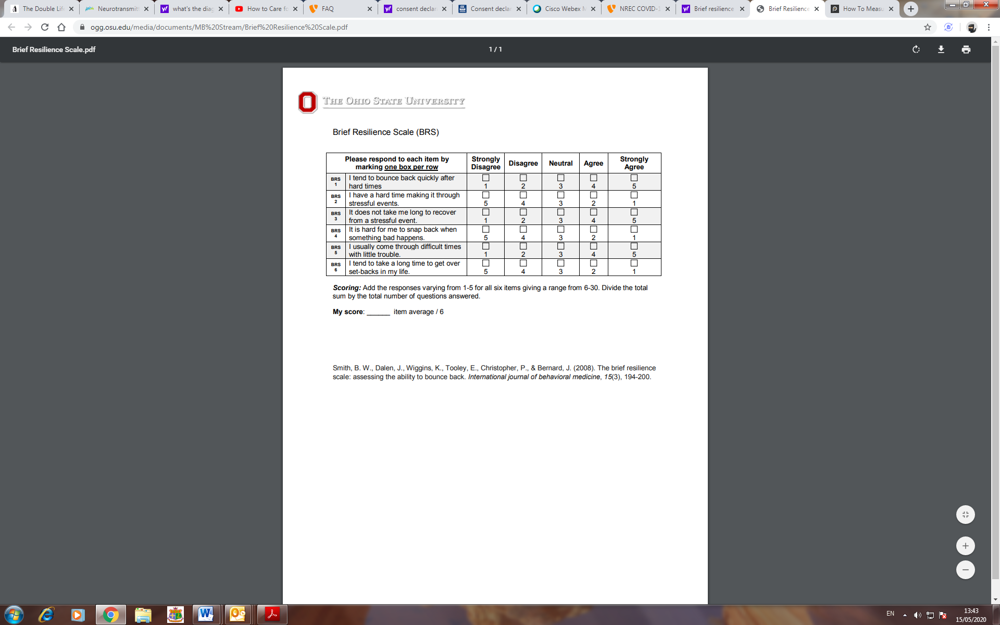 The Double Lif
Neurotransmit
what's the diag
How to Care fo
FAQ
consent declar
Consent declar
Cisco Webex M
NREC COVID-1
Brief resilience
Brief Resilience
How To Measu
ogg.osu.edu/media/documents/MB%20Stream/Brief%20Resilience%20Scale.pdf
Brief Resilience Scale.pdf
1 / 1
THE OHIO STATE UNIVERSITY
Brief Resilience Scale (BRS)
Please respond to each item by marking one box per row Strongly Disagree Disagree Neutral Agree Strongly Agree
BRS 1 I tend to bounce back quickly after hard times 1 2 3 4 5
BRS 2 I have a hard time making it through stressful events. 5 4 3 2 1
BRS 3 It does not take me long to recover from a stressful event. 1 2 3 4 5
BRS 4 It is hard for me to snap back when something bad happens. 5 4 3 2 1
BRS 5 I usually come through difficult times with little trouble. 1 2 3 4 5
BRS 6 I tend to take a long time to get over set-backs in my life. 5 4 3 2 1
Scoring: Add the responses varying from 1-5 for all six items giving a range from 6-30. Divide the total
sum by the total number of questions answered.
My score: ______ item average / 6
Smith, B. W., Dalen, J., Wiggins, K., Tooley, E., Christopher, P., & Bernard, J. (2008). The brief resilience
scale: assessing the ability to bounce back. International journal of behavioral medicine, 15(3), 194-200.
EN
13:43
15/05/2020